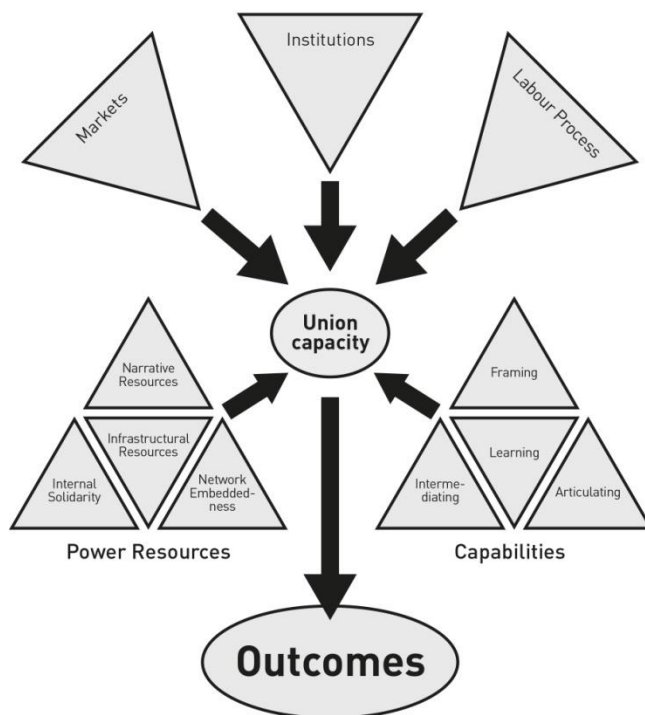 Institutions
Markets
Labour Process
Union
capacity
Narrative
Resources
Infrastructural
Resources
Internal
Solidarity
Network
Embedded-
ness
Power Resources
Framing
Learning
Interme-
diating
Articulating
Capabilities
Outcomes